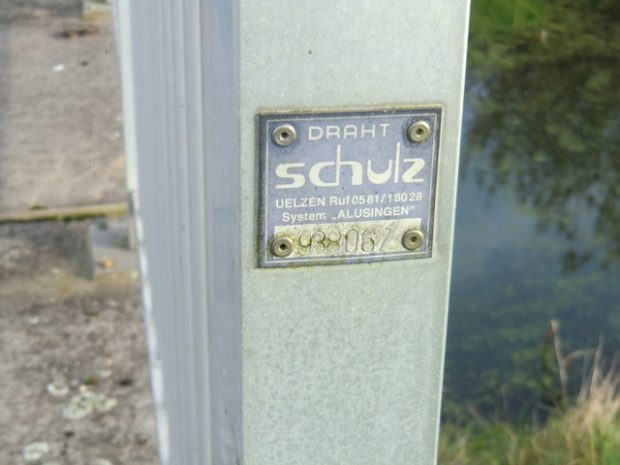 DRAHT
schulz
UELZEN Ruf 0581/18028
System „ALUSINGEN"
938067